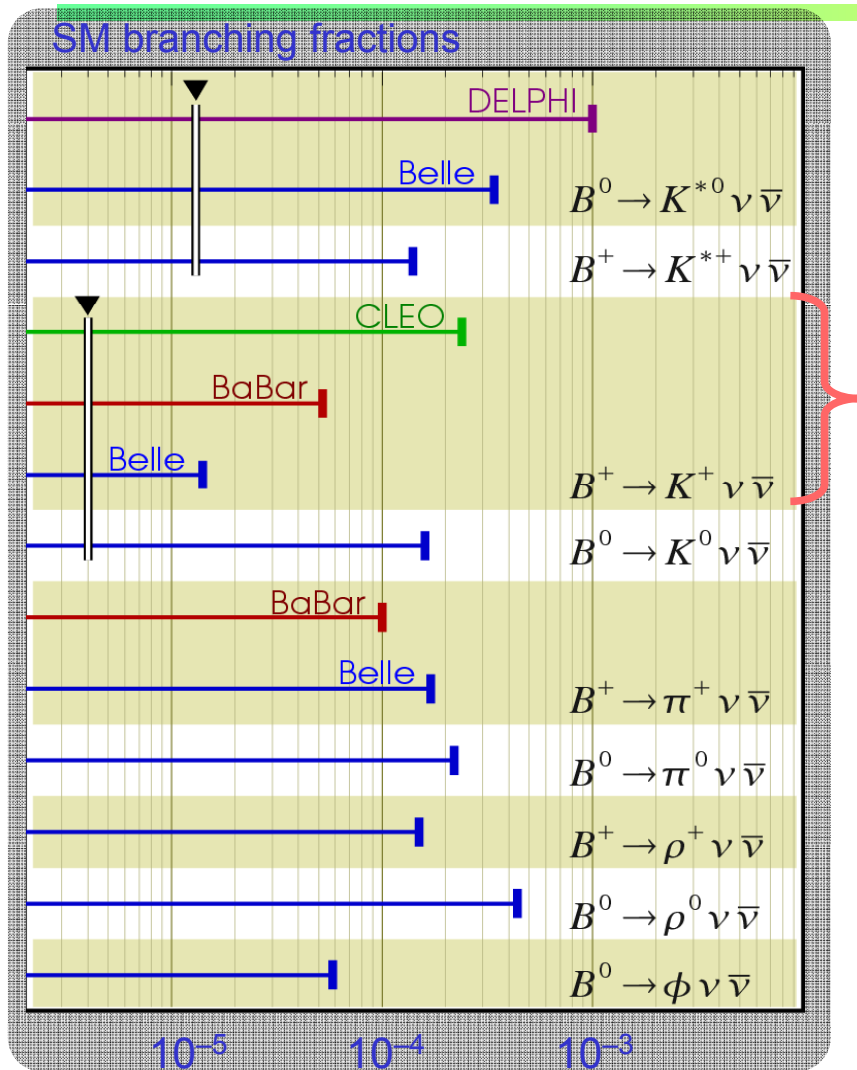 SM branching fractions
DELPHI
Belle
B⁰ → K*⁰ ν ν̅
B⁺ → K*⁺ ν ν̅
CLEO
BaBar
Belle
B⁺ → K⁺ ν ν̅
B⁰ → K⁰ ν ν̅
BaBar
Belle
B⁺ → π⁺ ν ν̅
B⁰ → π⁰ ν ν̅
B⁺ → ρ⁺ ν ν̅
B⁰ → ρ⁰ ν ν̅
B⁰ → ϕ ν ν̅
10⁻⁵ 10⁻⁴ 10⁻³